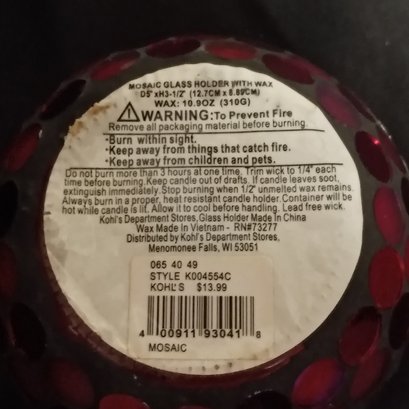 MOSAIC GLASS HOLDER WITH WAX
D5" xH3-1/2" (12.7CM x 8.89CM)
WAX: 10.9OZ (310G)
WARNING:To Prevent Fire
Remove all packaging material before burning
•Burn within sight.
•Keep away from things that catch fire.
•Keep away from children and pets.
Do not burn more than 3 hours at one time. Trim wick to 1/4" each
time before burning.Keep candle out of drafts. If candle leaves soot,
extinguish immediately. Stop burning when 1/2" unmelted wax remains.
Always burn in a proper, heat resistant candle holder. Container will be
hot while candle is lit. Allow it to cool before handling. Lead free wick.
Kohl's Department Stores,Glass Holder Made In China
Wax Made in Vietnam - RN#73277
Distributed by Kohl's Department Stores,
Menomonee Falls, WI 53051
065 40 49
STYLE K004554C
KOHL'S $13.99
4 00911 93041 8
MOSAIC